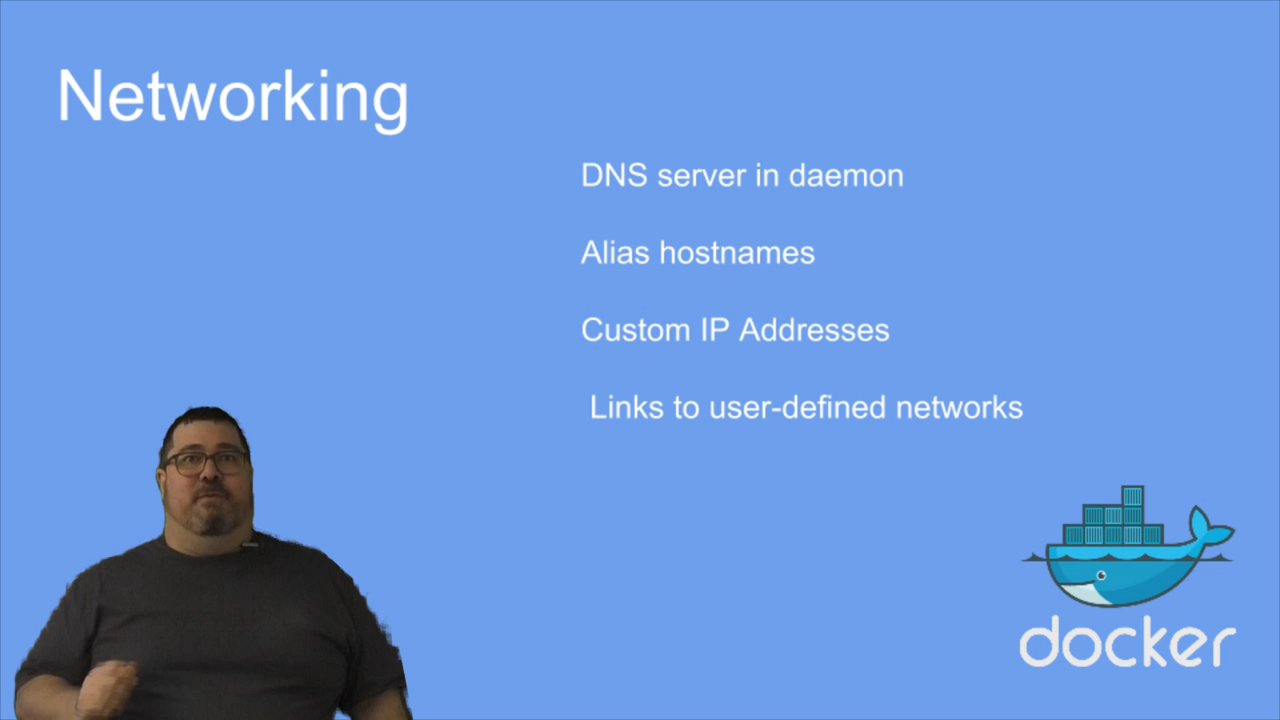 Networking
DNS server in daemon
Alias hostnames
Custom IP Addresses
Links to user-defined networks
docker